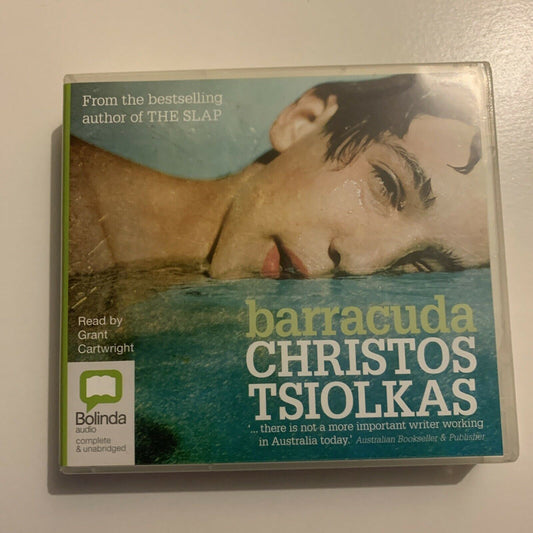 From the bestselling
author of THE SLAP
Read by
Grant
Cartwright
barracuda
CHRISTOS
TSIOLKAS
'... there is not a more important writer working
in Australia today.' Australian Bookseller & Publisher
Bolinda
audio
complete
& unabridged